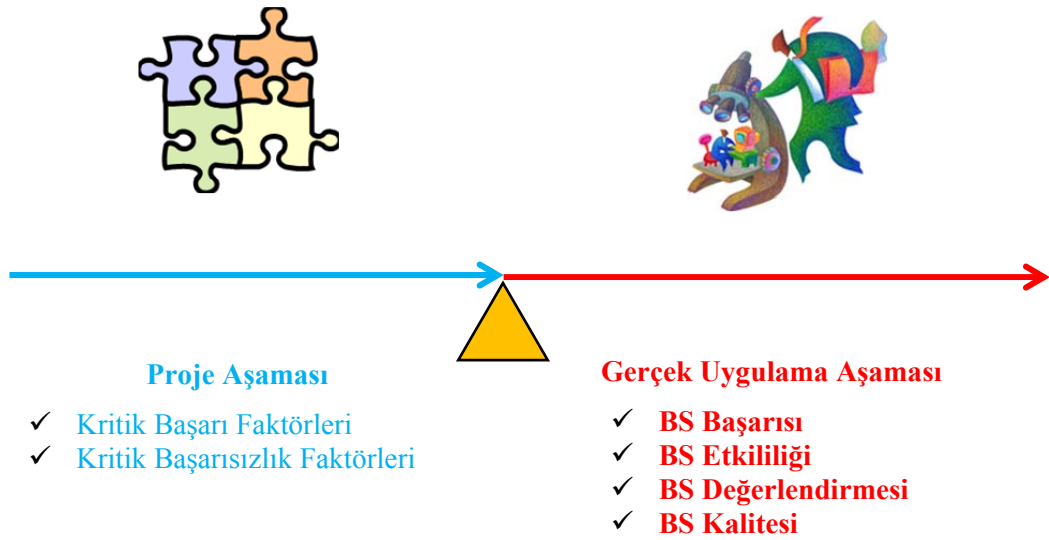 Proje Aşaması
✓ Kritik Başarı Faktörleri
✓ Kritik Başarısızlık Faktörleri
Gerçek Uygulama Aşaması
✓ BS Başarısı
✓ BS Etkililiği
✓ BS Değerlendirmesi
✓ BS Kalitesi